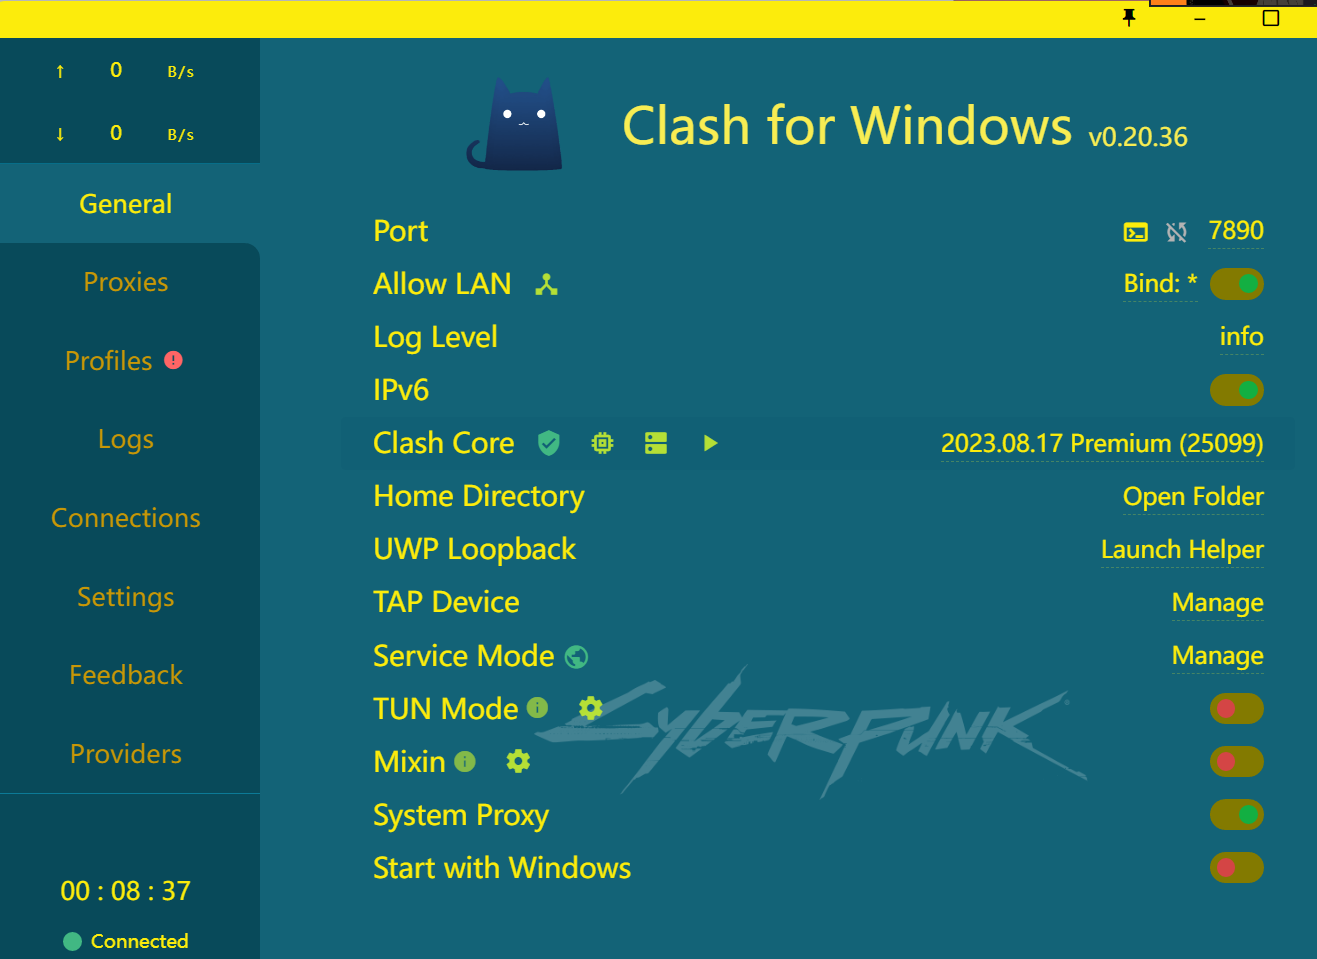 ↑ 0 B/s
↓ 0 B/s
General
Proxies
Profiles
Logs
Connections
Settings
Feedback
Providers
00 : 08 : 37
Connected
Clash for Windows v0.20.36
Port 7890
Allow LAN Bind: *
Log Level info
IPv6
Clash Core 2023.08.17 Premium (25099)
Home Directory Open Folder
UWP Loopback Launch Helper
TAP Device Manage
Service Mode Manage
TUN Mode
Mixin
System Proxy
Start with Windows
CYBERPUNK